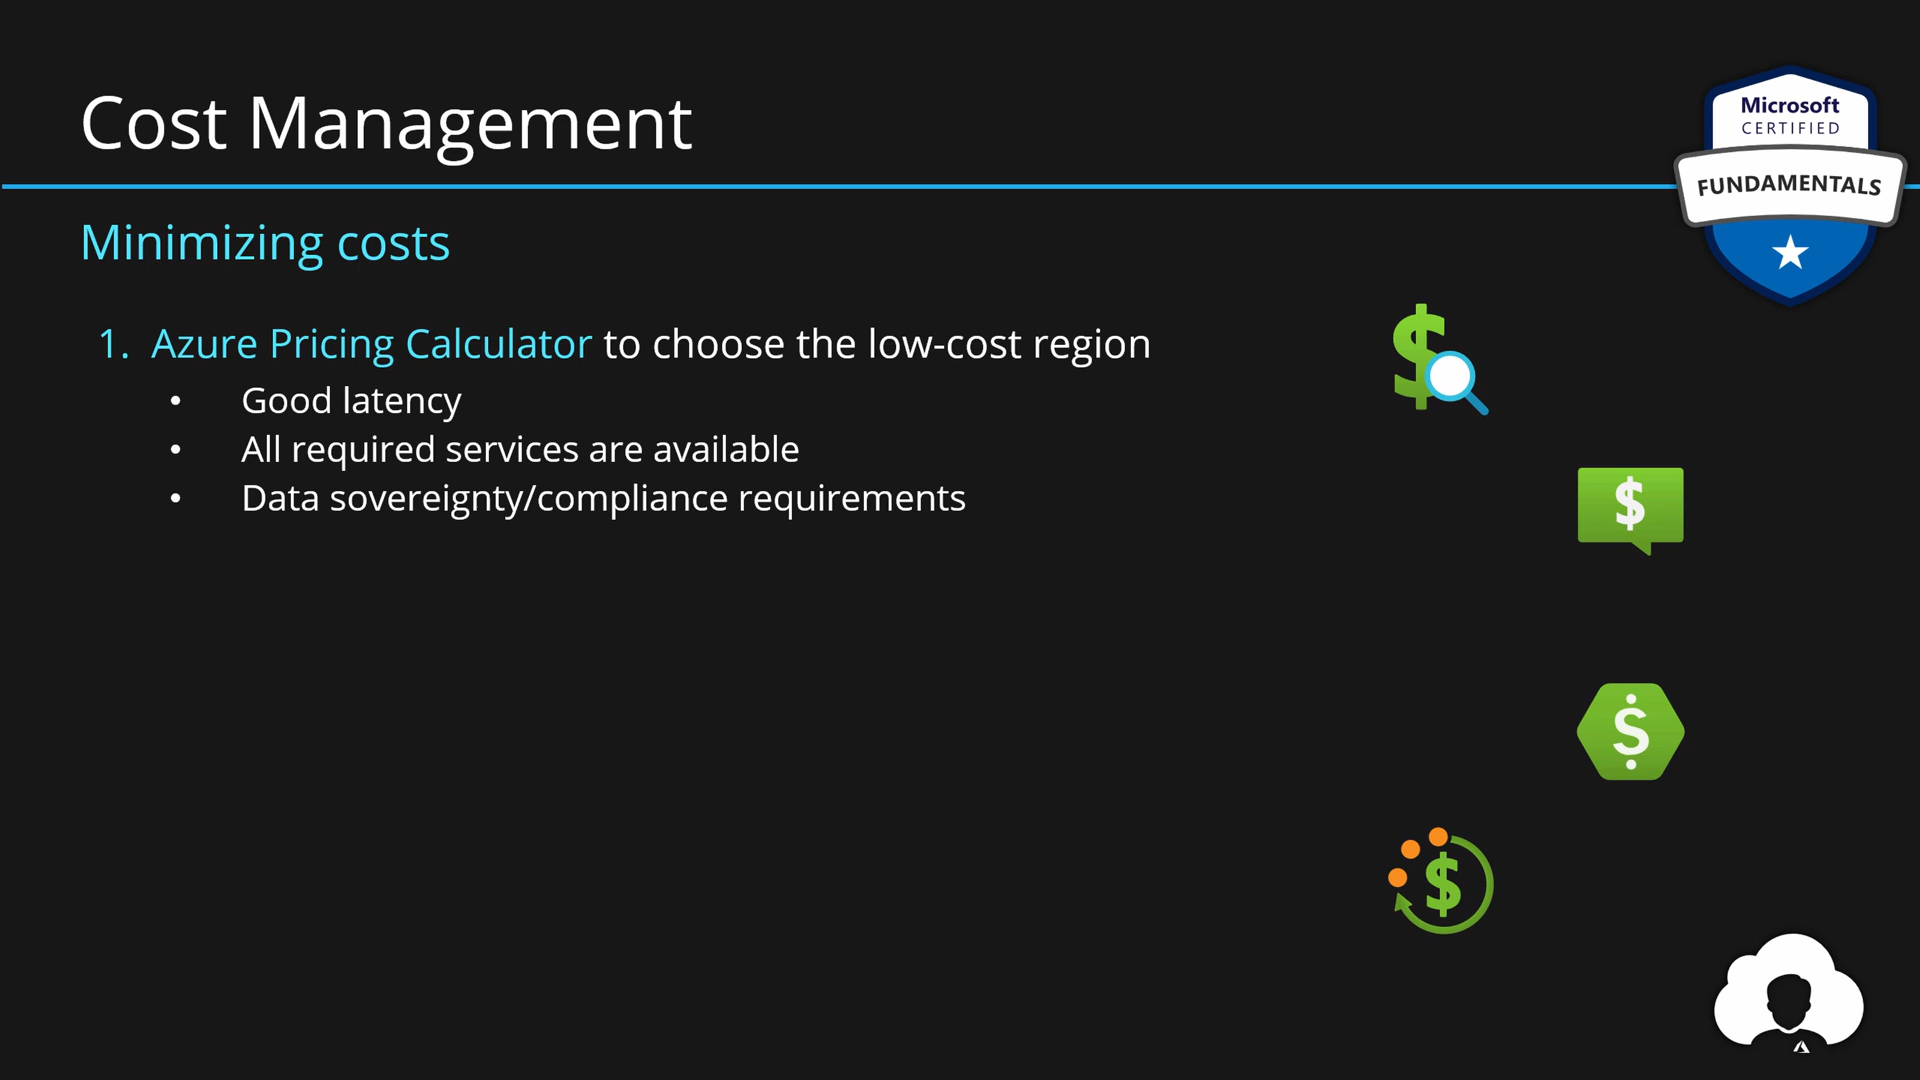 Cost Management
Microsoft
CERTIFIED
FUNDAMENTALS
Minimizing costs
1. Azure Pricing Calculator to choose the low-cost region
• Good latency
• All required services are available
• Data sovereignty/compliance requirements
$
$
$
$